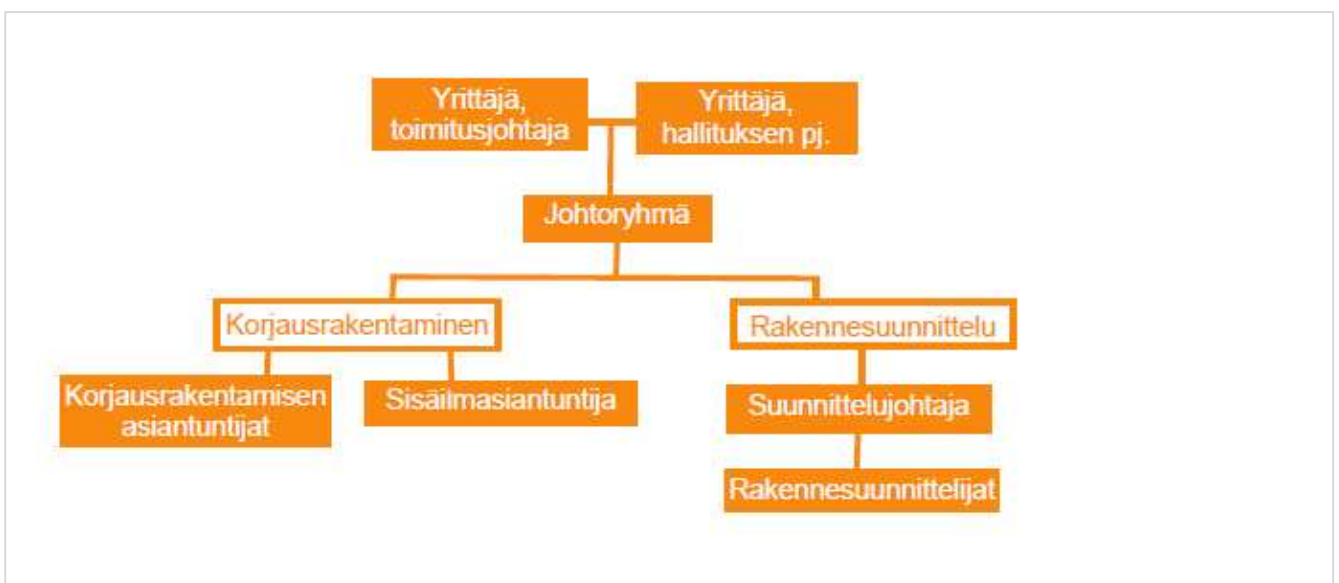 Yrittäjä,
toimitusjohtaja
Yrittäjä,
hallituksen pj.
Johtoryhmä
Korjausrakentaminen
Rakennesuunnittelu
Korjausrakentamisen
asiantuntijat
Sisäilmasiantuntija
Suunnittelujohtaja
Rakennesuunnittelijat